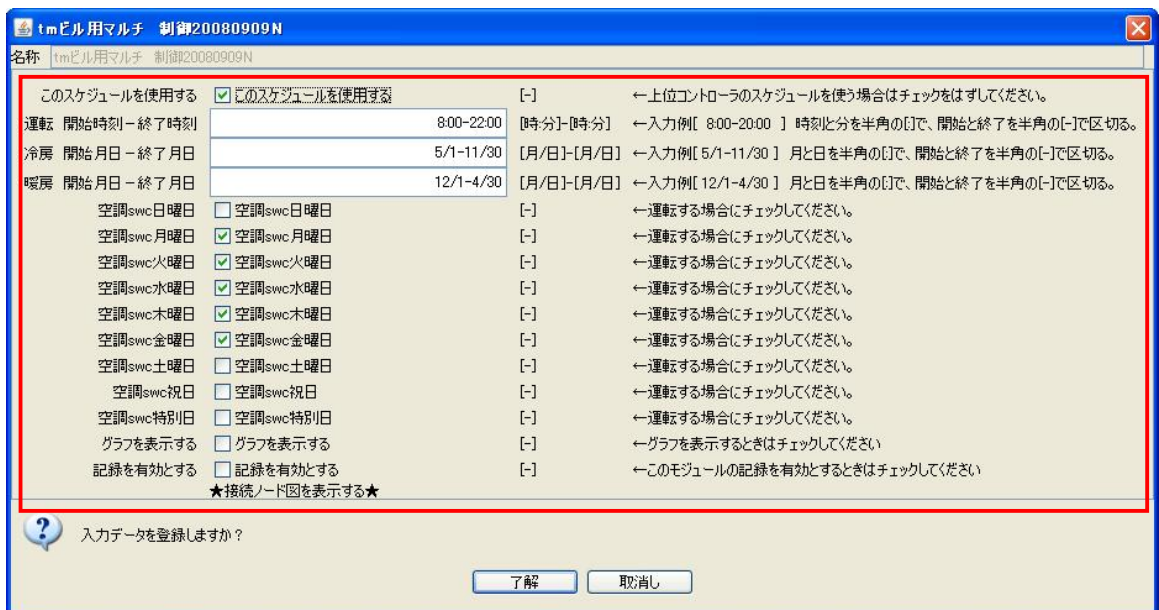 tmビル用マルチ 制御20080909N
名称 tmビル用マルチ 制御20080909N
このスケジュールを使用する このスケジュールを使用する [-] ←上位コントローラのスケジュールを使う場合はチェックをはずしてください。
運転 開始時刻-終了時刻 8:00-22:00 [時:分]-[時:分] ←入力例[ 8:00-20:00 ] 時刻と分を半角の[:]で、開始と終了を半角の[-]で区切る。
冷房 開始月日-終了月日 5/1-11/30 [月/日]-[月/日] ←入力例[ 5/1-11/30 ] 月と日を半角の[:]で、開始と終了を半角の[-]で区切る。
暖房 開始月日-終了月日 12/1-4/30 [月/日]-[月/日] ←入力例[ 12/1-4/30 ] 月と日を半角の[:]で、開始と終了を半角の[-]で区切る。
空調swc日曜日 空調swc日曜日 [-] ←運転する場合にチェックしてください。
空調swc月曜日 空調swc月曜日 [-] ←運転する場合にチェックしてください。
空調swc火曜日 空調swc火曜日 [-] ←運転する場合にチェックしてください。
空調swc水曜日 空調swc水曜日 [-] ←運転する場合にチェックしてください。
空調swc木曜日 空調swc木曜日 [-] ←運転する場合にチェックしてください。
空調swc金曜日 空調swc金曜日 [-] ←運転する場合にチェックしてください。
空調swc土曜日 空調swc土曜日 [-] ←運転する場合にチェックしてください。
空調swc祝日 空調swc祝日 [-] ←運転する場合にチェックしてください。
空調swc特別日 空調swc特別日 [-] ←運転する場合にチェックしてください。
グラフを表示する グラフを表示する [-] ←グラフを表示するときはチェックしてください
記録を有効とする 記録を有効とする [-] ←このモジュールの記録を有効とするときはチェックしてください
★接続ノード図を表示する★
入力データを登録しますか?
了解 取消し